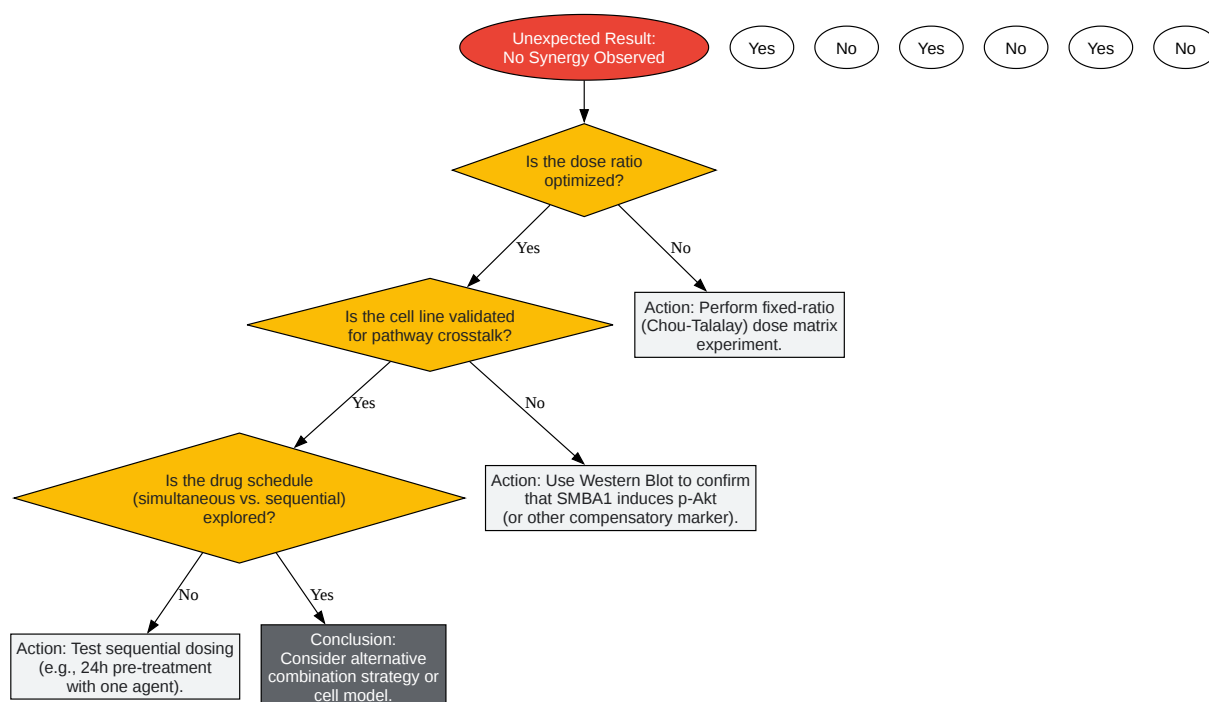 Unexpected Result:
No Synergy Observed
Yes
No
Yes
No
Yes
No
Is the dose ratio
optimized?
Yes
No
Is the cell line validated
for pathway crosstalk?
Action: Perform fixed-ratio
(Chou-Talalay) dose matrix
experiment.
Yes
No
Is the drug schedule
(simultaneous vs. sequential)
explored?
Action: Use Western Blot to confirm
that SMBA1 induces p-Akt
(or other compensatory marker).
No
Yes
Action: Test sequential dosing
(e.g., 24h pre-treatment
with one agent).
Conclusion:
Consider alternative
combination strategy or
cell model.